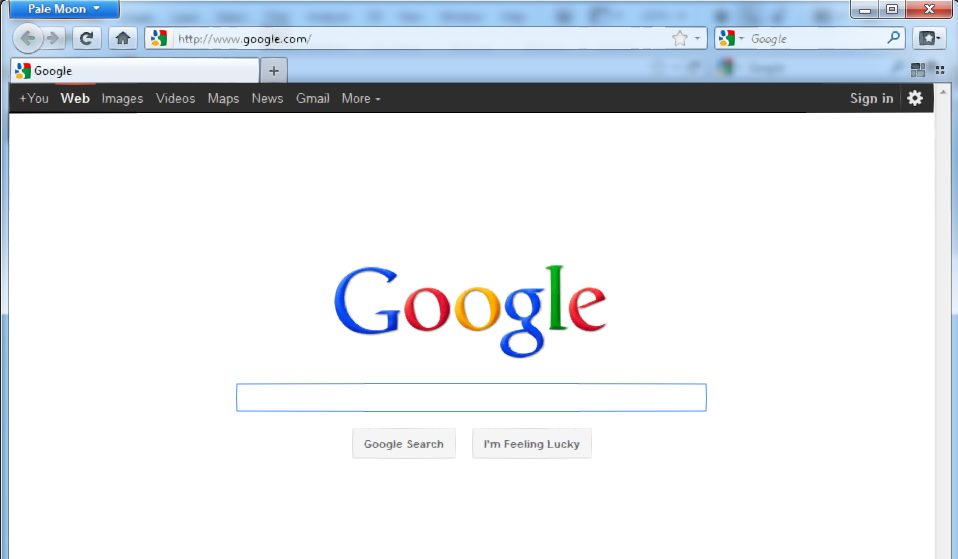 Pale Moon
http://www.google.com/
Google
Google
+You Web Images Videos Maps News Gmail More Sign in
Google
Google Search I'm Feeling Lucky